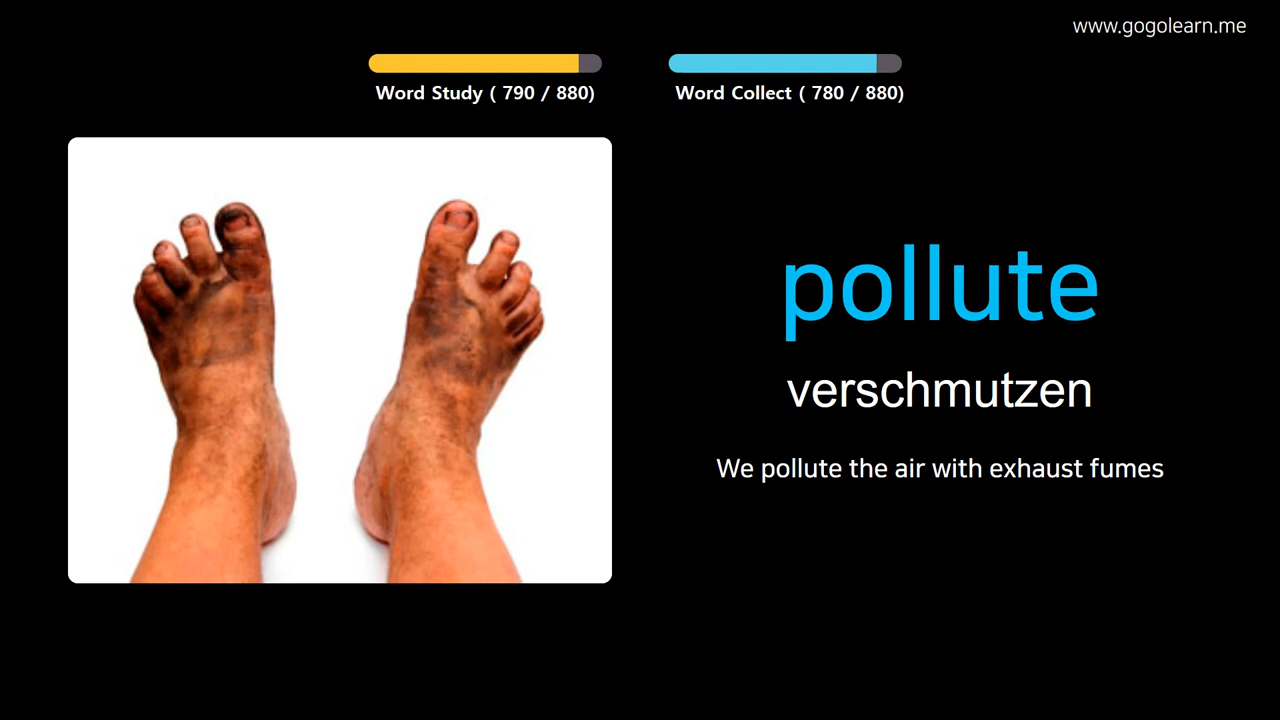 www.gogolearn.me
Word Study ( 790 / 880)
Word Collect ( 780 / 880)
pollute
verschmutzen
We pollute the air with exhaust fumes